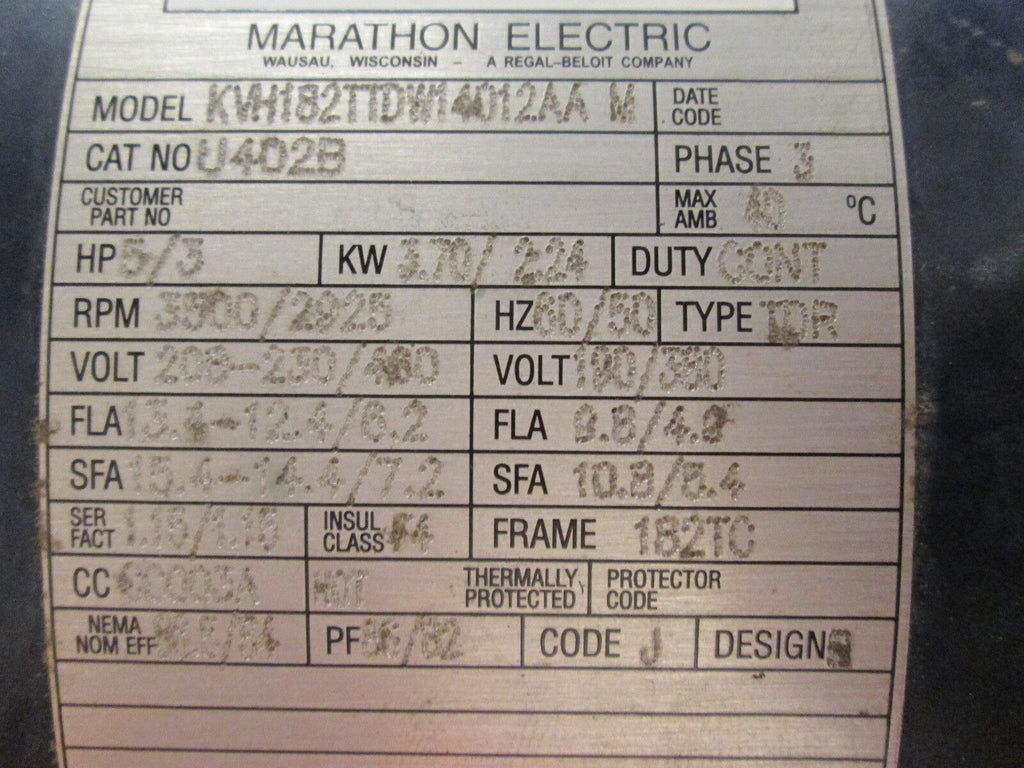 MARATHON ELECTRIC
WAUSAU, WISCONSIN - A REGAL-BELOIT COMPANY
MODEL KVH182TTDW14012AA M DATE CODE
CAT NO U402B PHASE 3
CUSTOMER PART NO MAX AMB 40 ºC
HP 5/3 KW 3.70/2.24 DUTY CONT
RPM 3500/2925 HZ 60/50 TYPE TDR
VOLT 208-230/460 VOLT 190/380
FLA 13.4-12.4/6.2 FLA 9.8/4.9
SFA 15.4-14.4/7.2 SFA 10.8/5.4
SER FACT 1.15/1.15 INSUL CLASS F4 FRAME 182TC
CC NOT THERMALLY PROTECTED PROTECTOR CODE
NEMA NOM EFF PF 86/82 CODE J DESIGN